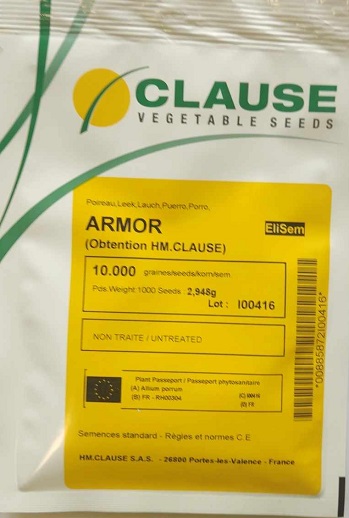 CLAUSE
VEGETABLE SEEDS
Poireau,Leek,Lauch,Puerro,Porro,
ARMOR
EliSem
(Obtention HM.CLAUSE)
10.000 graines/seeds/korn/sem.
Pds.Weight 1000 Seeds 2,948g
Lot : I00416
NON TRAITE / UNTREATED
Plant Passeport / Passeport phytosanitaire
(A) Allium porrum
(B) FR - RH00304
(D) FR
*00885872I00416*
Semences standard - Règles et normes C.E
HM.CLAUSE S.A.S. - 26800 Portes-les-Valence - France